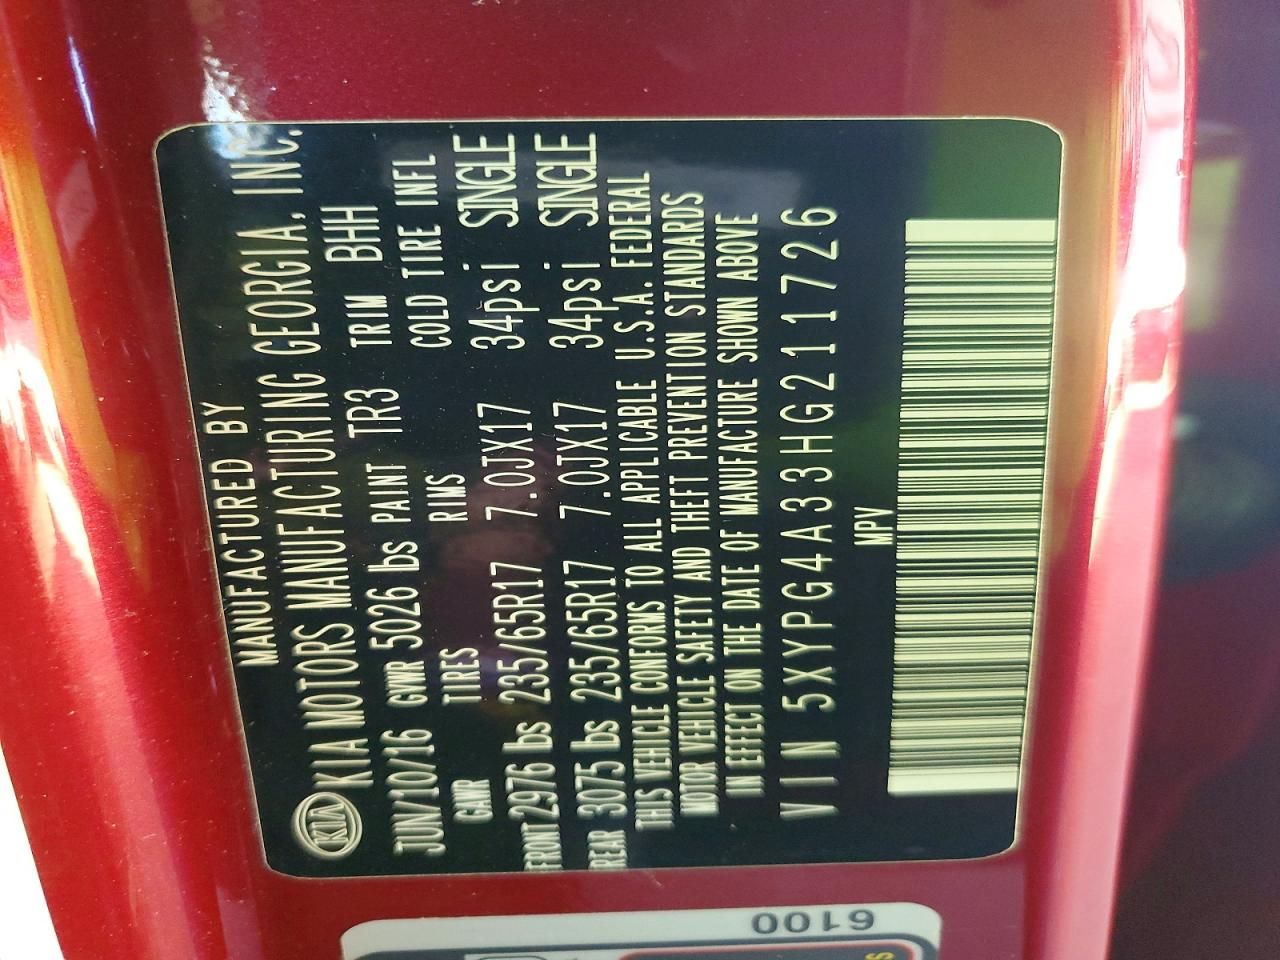 MANUFACTURED BY
KIA KIA MOTORS MANUFACTURING GEORGIA, INC.
JUN/10/16 GVWR 5026 lbs PAINT TR3 TRIM BHH
GAWR TIRES RIMS COLD TIRE INFL
FRONT 2976 lbs 235/65R17 7.0JX17 34psi SINGLE
REAR 3075 lbs 235/65R17 7.0JX17 34psi SINGLE
THIS VEHICLE CONFORMS TO ALL APPLICABLE U.S.A. FEDERAL
MOTOR VEHICLE SAFETY AND THEFT PREVENTION STANDARDS
IN EFFECT ON THE DATE OF MANUFACTURE SHOWN ABOVE
VIN 5XYPG4A33HG211726
MPV
6100